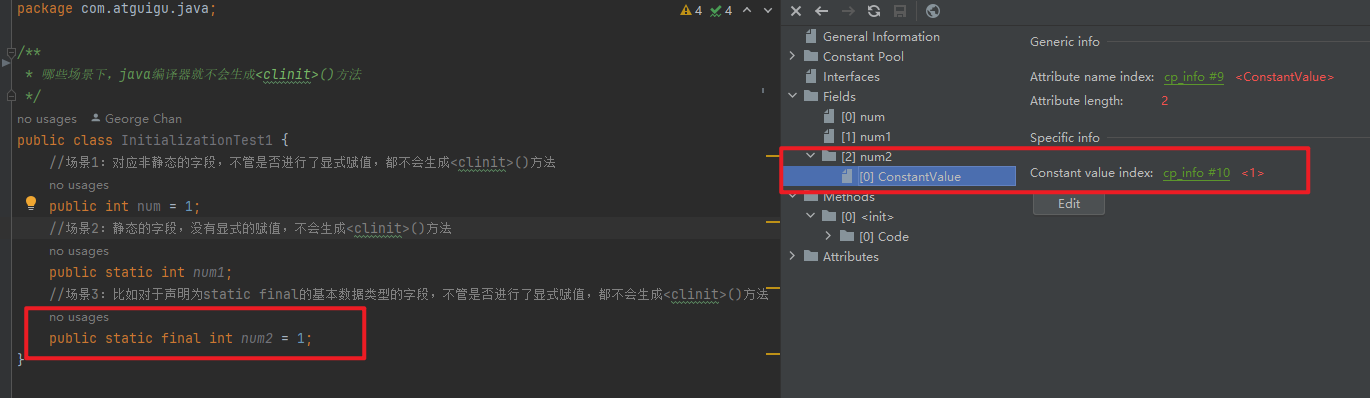 package com.atguigu.java;
4 4
/**
* 哪些场景下，java编译器就不会生成<clinit>()方法
*/
no usages George Chan
public class InitializationTest1 {
//场景1：对应非静态的字段，不管是否进行了显式赋值，都不会生成<clinit>()方法
no usages
public int num = 1;
//场景2：静态的字段，没有显式的赋值，不会生成<clinit>()方法
no usages
public static int num1;
//场景3：比如对于声明为static final的基本数据类型的字段，不管是否进行了显式赋值，都不会生成<clinit>()方法
no usages
public static final int num2 = 1;
}
General Information
Constant Pool
Interfaces
Fields
[0] num
[1] num1
[2] num2
[0] ConstantValue
Methods
[0] <init>
[0] Code
Attributes
Generic info
Attribute name index: cp_info #9 <ConstantValue>
Attribute length: 2
Specific info
Constant value index: cp_info #10 <1>
Edit